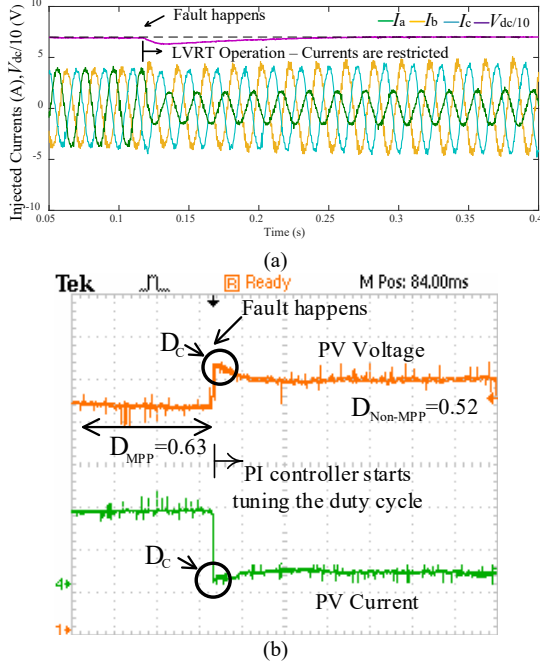 Fault happens
Ia Ib Ic Vdc/10
LVRT Operation – Currents are restricted
Injected Currents (A), Vdc/10 (V)
10
5
0
-5
-10
0.05 0.1 0.15 0.2 0.25 0.3 0.35 0.4
Time (s)
(a)
Tek R Ready M Pos: 84.00ms
Fault happens
DC
PV Voltage
DMPP=0.63
DNon-MPP=0.52
PI controller starts
tuning the duty cycle
DC
4
PV Current
1
(b)